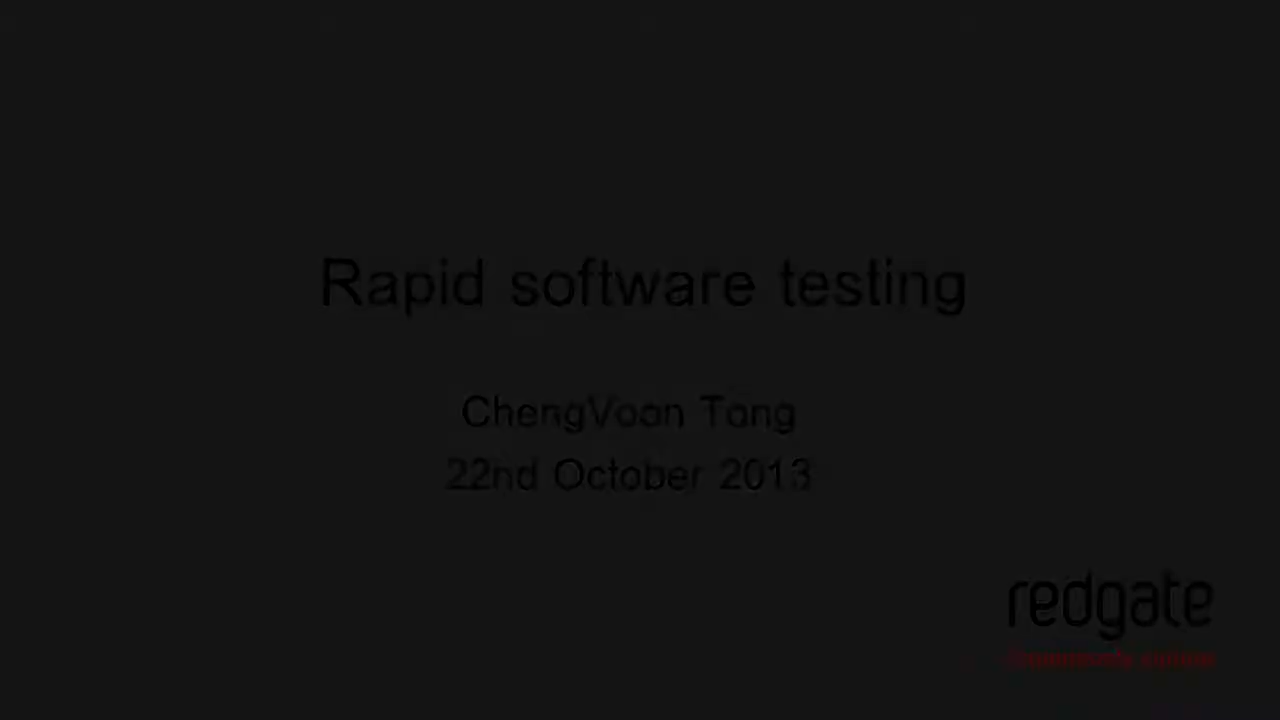 Rapid software testing
ChengVoon Tong
22nd October 2013
redgate